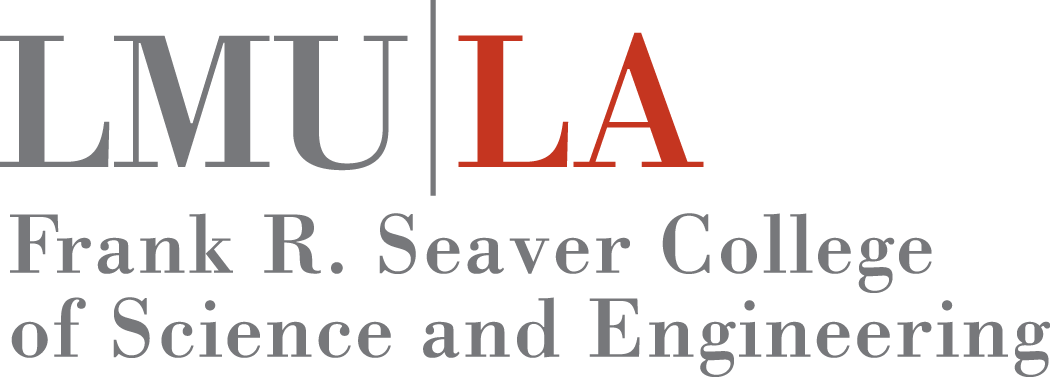 LMU|LA
Frank R. Seaver College
of Science and Engineering